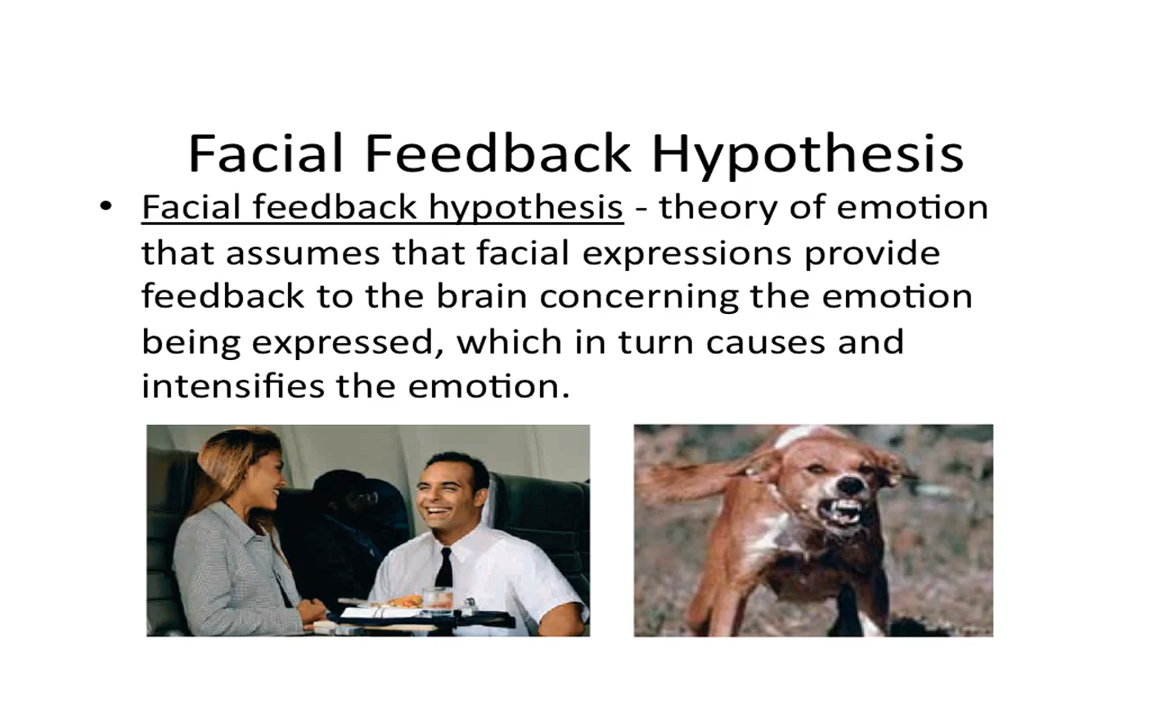 Facial Feedback Hypothesis
• Facial feedback hypothesis - theory of emotion
that assumes that facial expressions provide
feedback to the brain concerning the emotion
being expressed, which in turn causes and
intensifies the emotion.